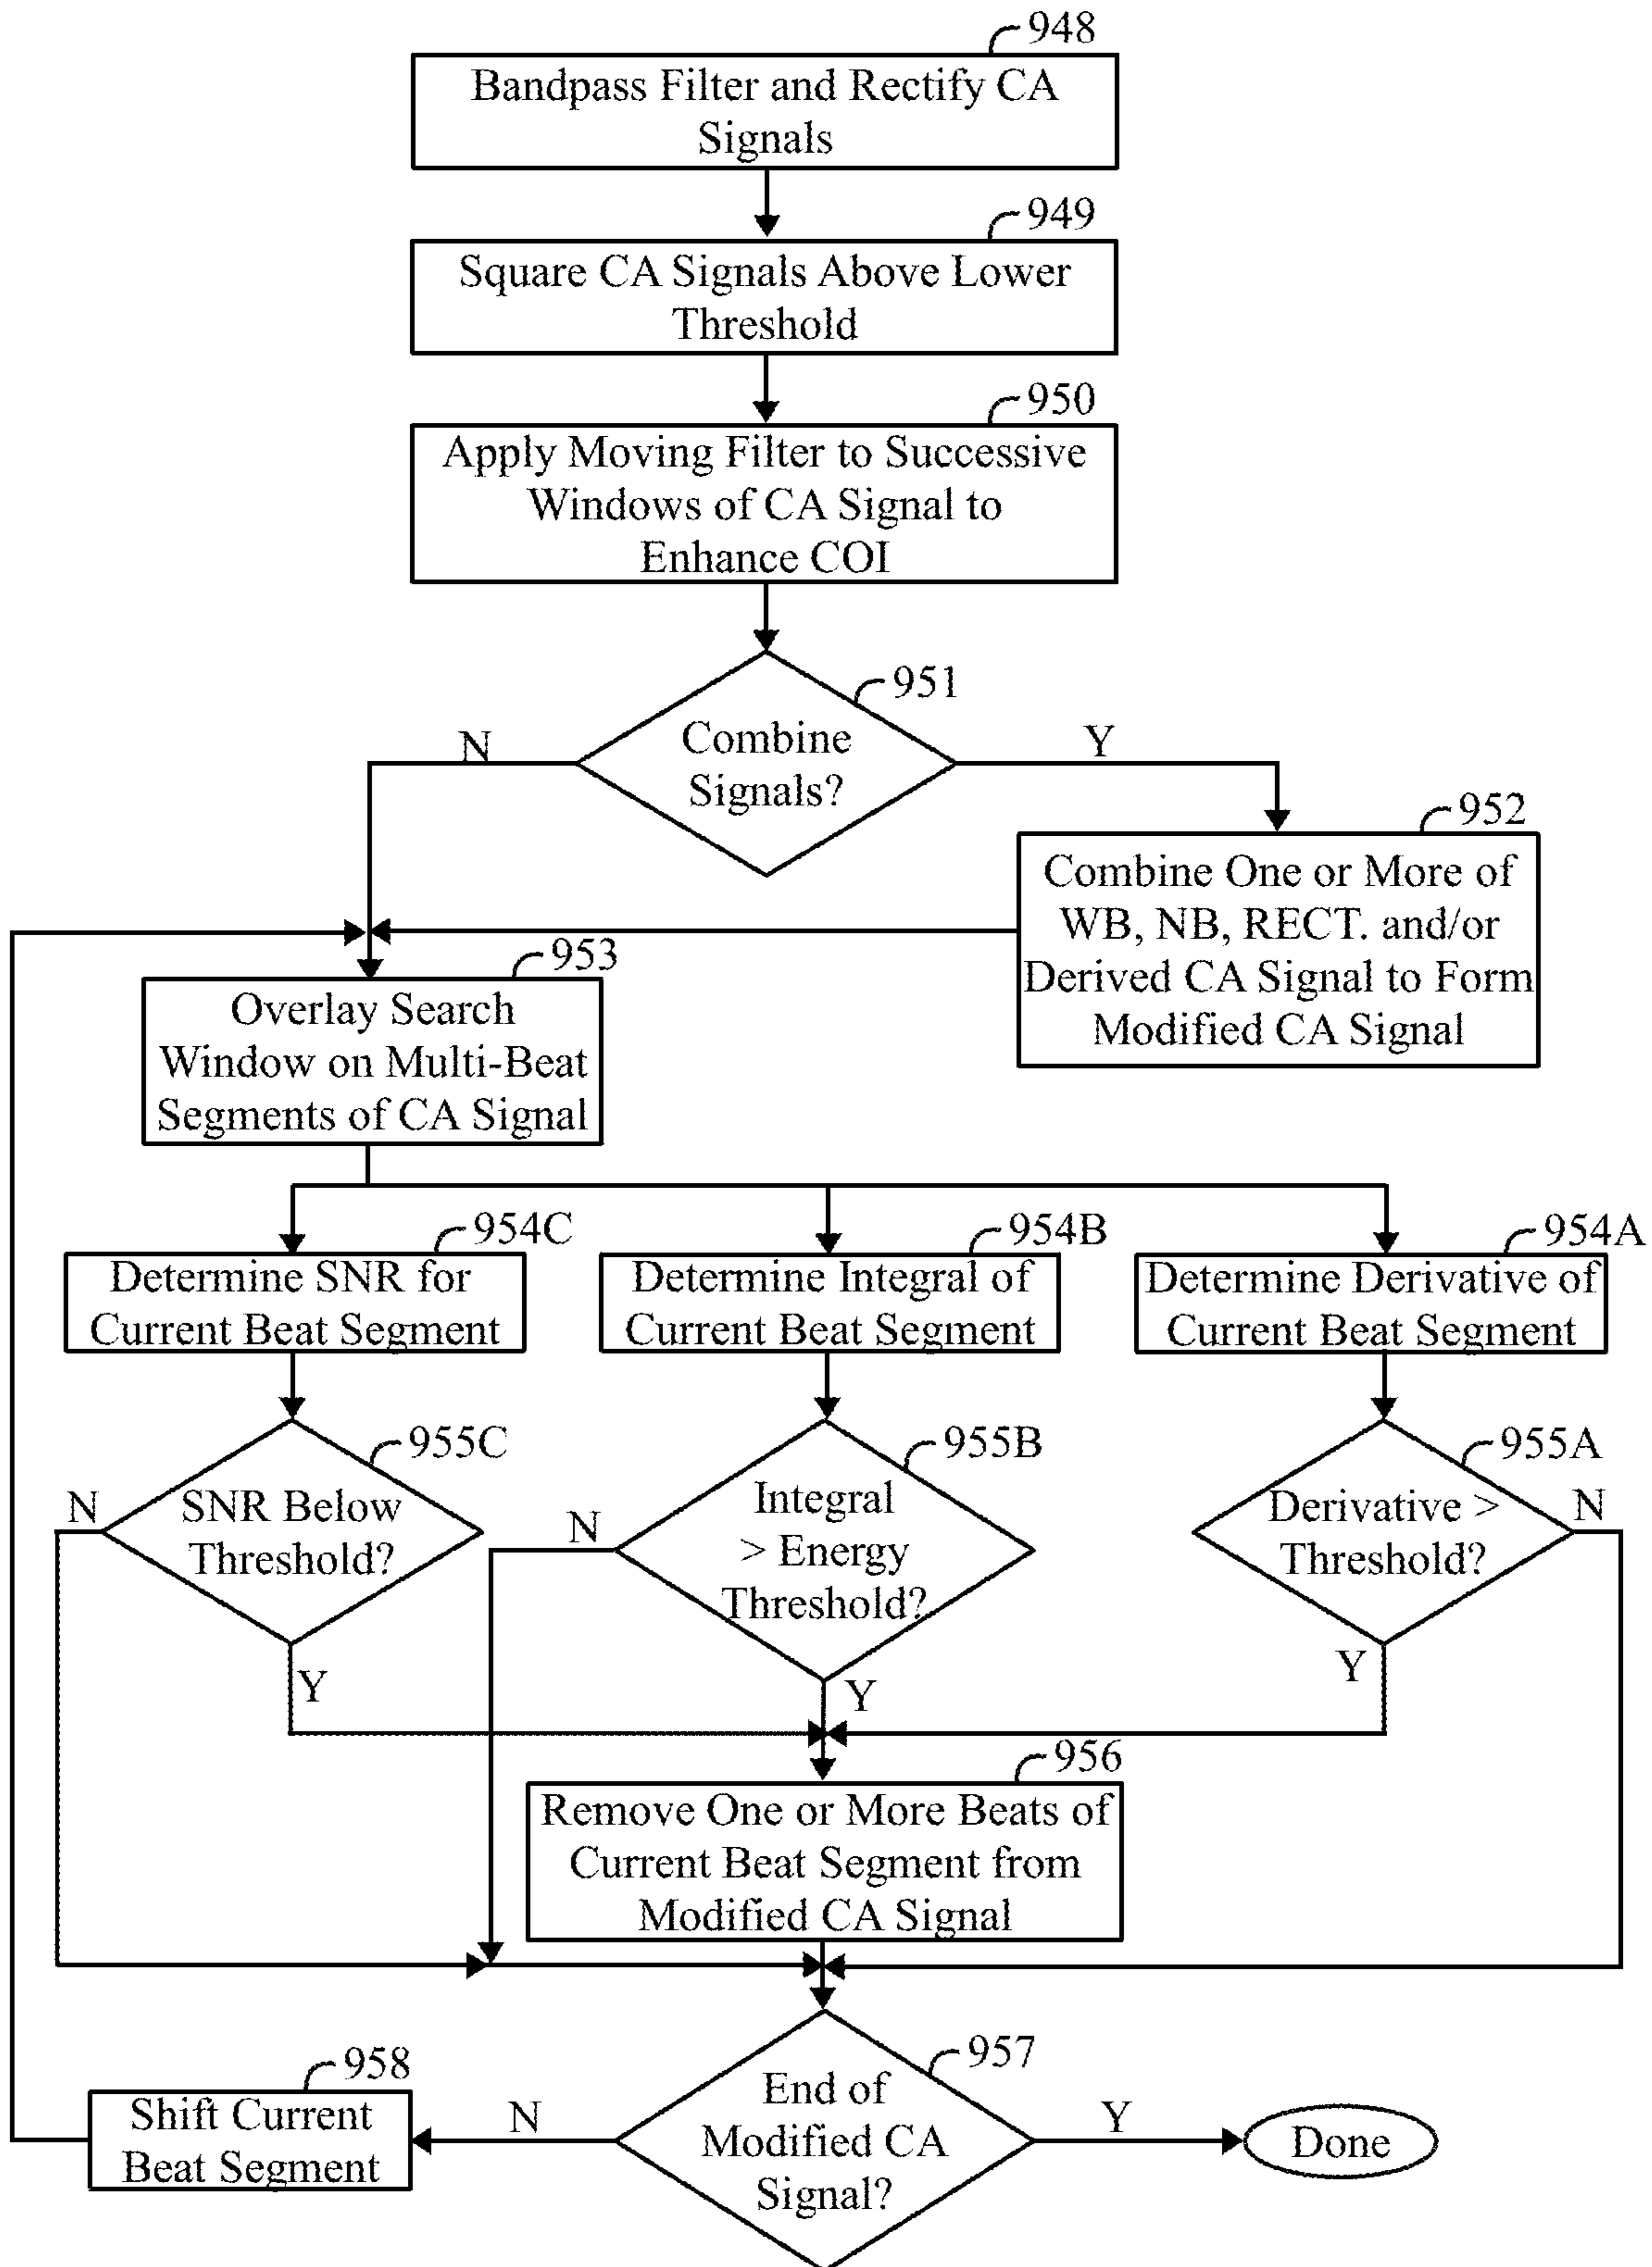 948
Bandpass Filter and Rectify CA
Signals
949
Square CA Signals Above Lower
Threshold
950
Apply Moving Filter to Successive
Windows of CA Signal to
Enhance COI
951
Combine
Signals?
N
Y
952
Combine One or More of
WB, NB, RECT. and/or
Derived CA Signal to Form
Modified CA Signal
953
Overlay Search
Window on Multi-Beat
Segments of CA Signal
954C
Determine SNR for
Current Beat Segment
954B
Determine Integral of
Current Beat Segment
954A
Determine Derivative of
Current Beat Segment
955C
SNR Below
Threshold?
N
Y
955B
Integral
> Energy
Threshold?
N
Y
955A
Derivative >
Threshold?
N
Y
956
Remove One or More Beats of
Current Beat Segment from
Modified CA Signal
957
End of
Modified CA
Signal?
N
Y
958
Shift Current
Beat Segment
Done